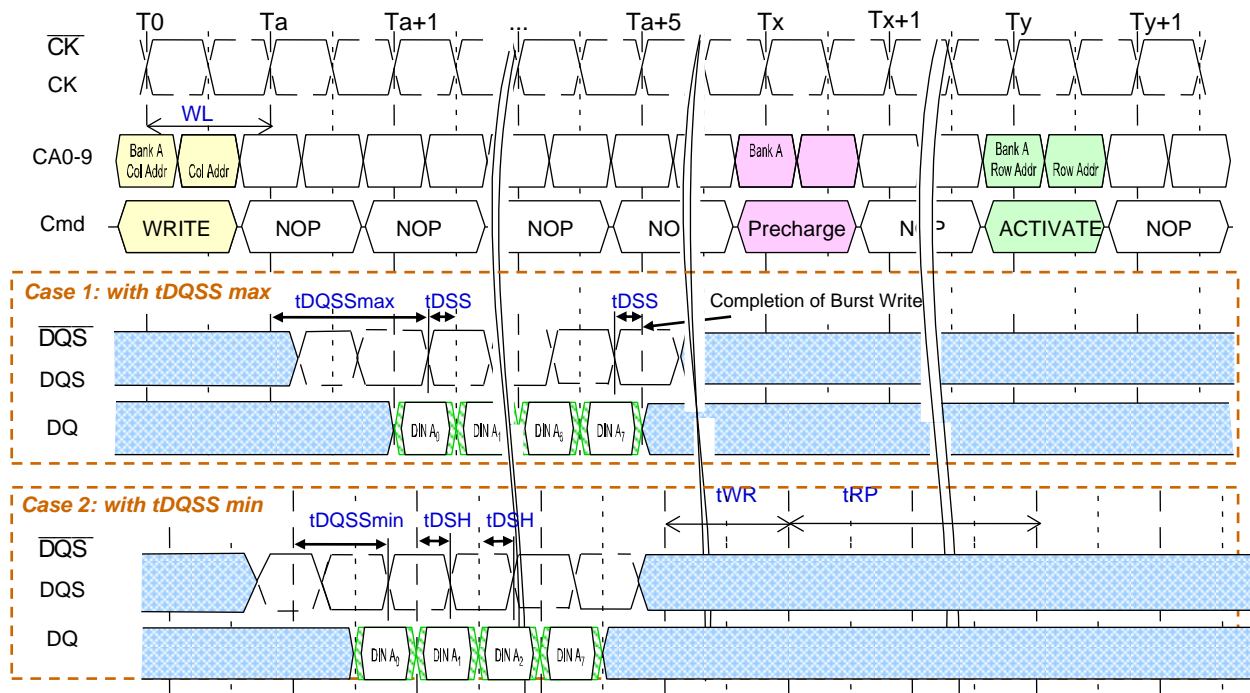 T0 Ta Ta+1 ... Ta+5 Tx Tx+1 Ty Ty+1
CK
CK
WL
CA0-9 Bank A Col Addr Col Addr Bank A Bank A Row Addr Row Addr
Cmd WRITE NOP NOP NOP NO Precharge NOP ACTIVATE NOP
Case 1: with tDQSS max
tDQSSmax tDSS tDSS Completion of Burst Write
DQS
DQS
DQ DIN A0 DIN A1 DIN A6 DIN A7
Case 2: with tDQSS min
tDQSSmin tDSH tDSH tWR tRP
DQS
DQS
DQ DIN A0 DIN A1 DIN A2 DIN A7